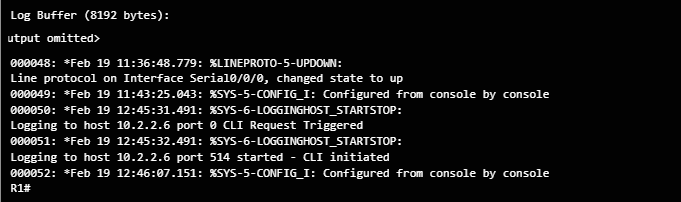 Log Buffer (8192 bytes):
utput omitted>
000048: *Feb 19 11:36:48.779: %LINEPROTO-5-UPDOWN:
Line protocol on Interface Serial0/0/0, changed state to up
000049: *Feb 19 11:43:25.043: %SYS-5-CONFIG_I: Configured from console by console
000050: *Feb 19 12:45:31.491: %SYS-6-LOGGINGHOST_STARTSTOP:
Logging to host 10.2.2.6 port 0 CLI Request Triggered
000051: *Feb 19 12:45:32.491: %SYS-6-LOGGINGHOST_STARTSTOP:
Logging to host 10.2.2.6 port 514 started - CLI initiated
000052: *Feb 19 12:46:07.151: %SYS-5-CONFIG_I: Configured from console by console
R1#